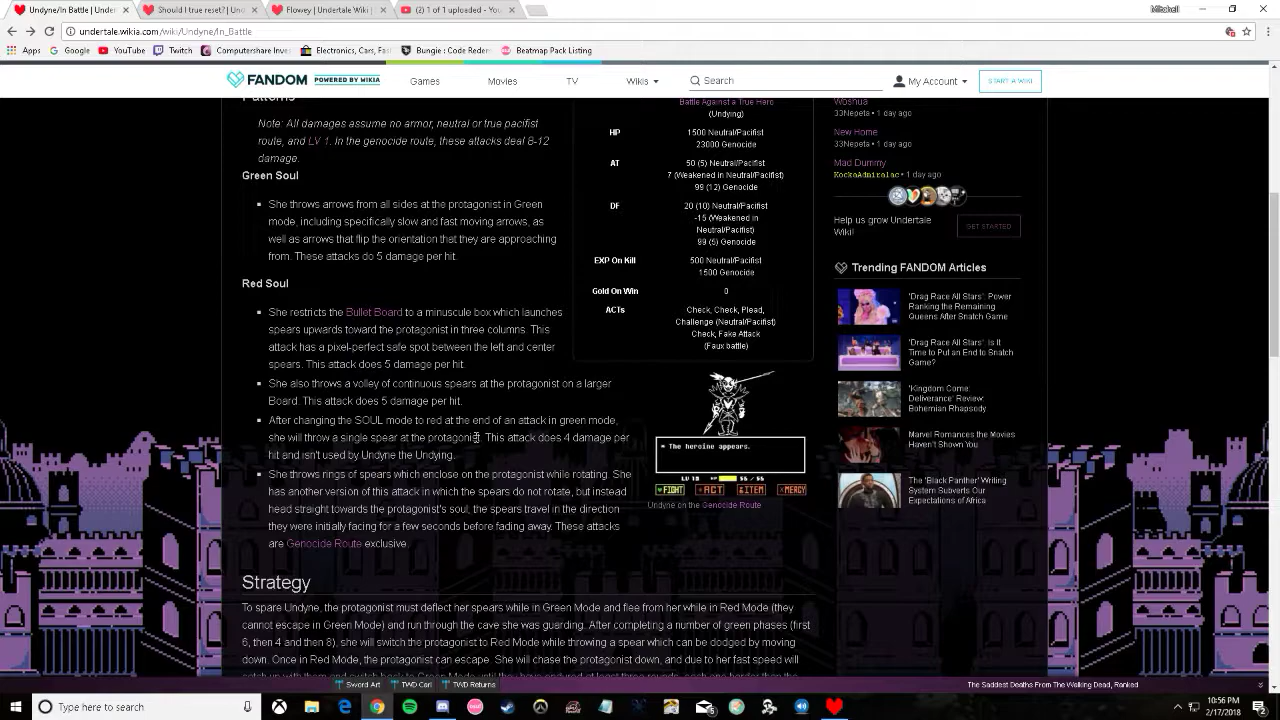 Undyne/In Battle | Under
Should I true reset? | Un
Flowey | Undertale Wiki |
(2) 1 of 1 uploaded - You
Mitchell
undertale.wikia.com/wiki/Undyne/In_Battle
Apps Google YouTube Twitch Computershare Inves Electronics, Cars, Fas Bungie : Code Redem Beatmap Pack Listing
FANDOM POWERED BY WIKIA Games Movies TV Wikis Search My Account START A WIKI
Patterns
Note: All damages assume no armor, neutral or true pacifist
route, and LV 1. In the genocide route, these attacks deal 8-12
damage.
Green Soul
She throws arrows from all sides at the protagonist in Green
mode, including specifically slow and fast moving arrows, as
well as arrows that flip the orientation that they are approaching
from. These attacks do 5 damage per hit.
Red Soul
She restricts the Bullet Board to a minuscule box which launches
spears upwards toward the protagonist in three columns. This
attack has a pixel-perfect safe spot between the left and center
spears. This attack does 5 damage per hit.
She also throws a volley of continuous spears at the protagonist on a larger
Board. This attack does 5 damage per hit.
After changing the SOUL mode to red at the end of an attack in green mode,
she will throw a single spear at the protagonist. This attack does 4 damage per
hit and isn't used by Undyne the Undying.
She throws rings of spears which enclose on the protagonist while rotating. She
has another version of this attack in which the spears do not rotate, but instead
for straight towards the protagonist's soul, the spears travel in the direction
they were initially facing for a few seconds before fading away. These attacks
are Genocide Route exclusive.
Battle Against a True Hero
(Undying)
HP 1500 Neutral/Pacifist
23000 Genocide
AT 50 (5) Neutral/Pacifist
7 (Weakened in Neutral/Pacifist)
99 (12) Genocide
DF 20 (10) Neutral/Pacifist
-15 (Weakened in
Neutral/Pacifist)
99 (5) Genocide
EXP On Kill 500 Neutral/Pacifist
1500 Genocide
Gold On Win 0
ACTs Check, Check, Plead,
Challenge (Neutral/Pacifist)
Check, Fake Attack
(Faux battle)
* The heroine appears.
LV 19 HP 56 / 56
FIGHT ACT ITEM MERCY
Undyne on the Genocide Route
Woshua
33Nepeta • 1 day ago
New Home
33Nepeta • 1 day ago
Mad Dummy
KockaAdmiralac • 1 day ago
Help us grow Undertale
Wiki!
GET STARTED
Trending FANDOM Articles
'Drag Race All Stars': Power
Ranking the Remaining
Queens After Snatch Game
'Drag Race All Stars': Is It
Time to Put an End to Snatch
Game?
'Kingdom Come:
Deliverance' Review:
Bohemian Rhapsody
Marvel Romances the Movies
Haven't Shown You
The 'Black Panther' Writing
System Subverts Our
Expectations of Africa
Strategy
To spare Undyne, the protagonist must deflect her spears while in Green Mode and flee from her while in Red Mode (they
cannot escape in Green Mode) and run through the cave she was guarding. After completing a number of green phases (first
6, then 4 and then 8), she will switch the protagonist to Red Mode while throwing a spear which can be dodged by moving
down. Once in Red Mode, the protagonist can escape. She will chase the protagonist down, and due to her fast speed will
Sword Art TWD Carl TWD Returns The Saddest Deaths From The Walking Dead, Ranked
Type here to search
10:56 PM
2/17/2018